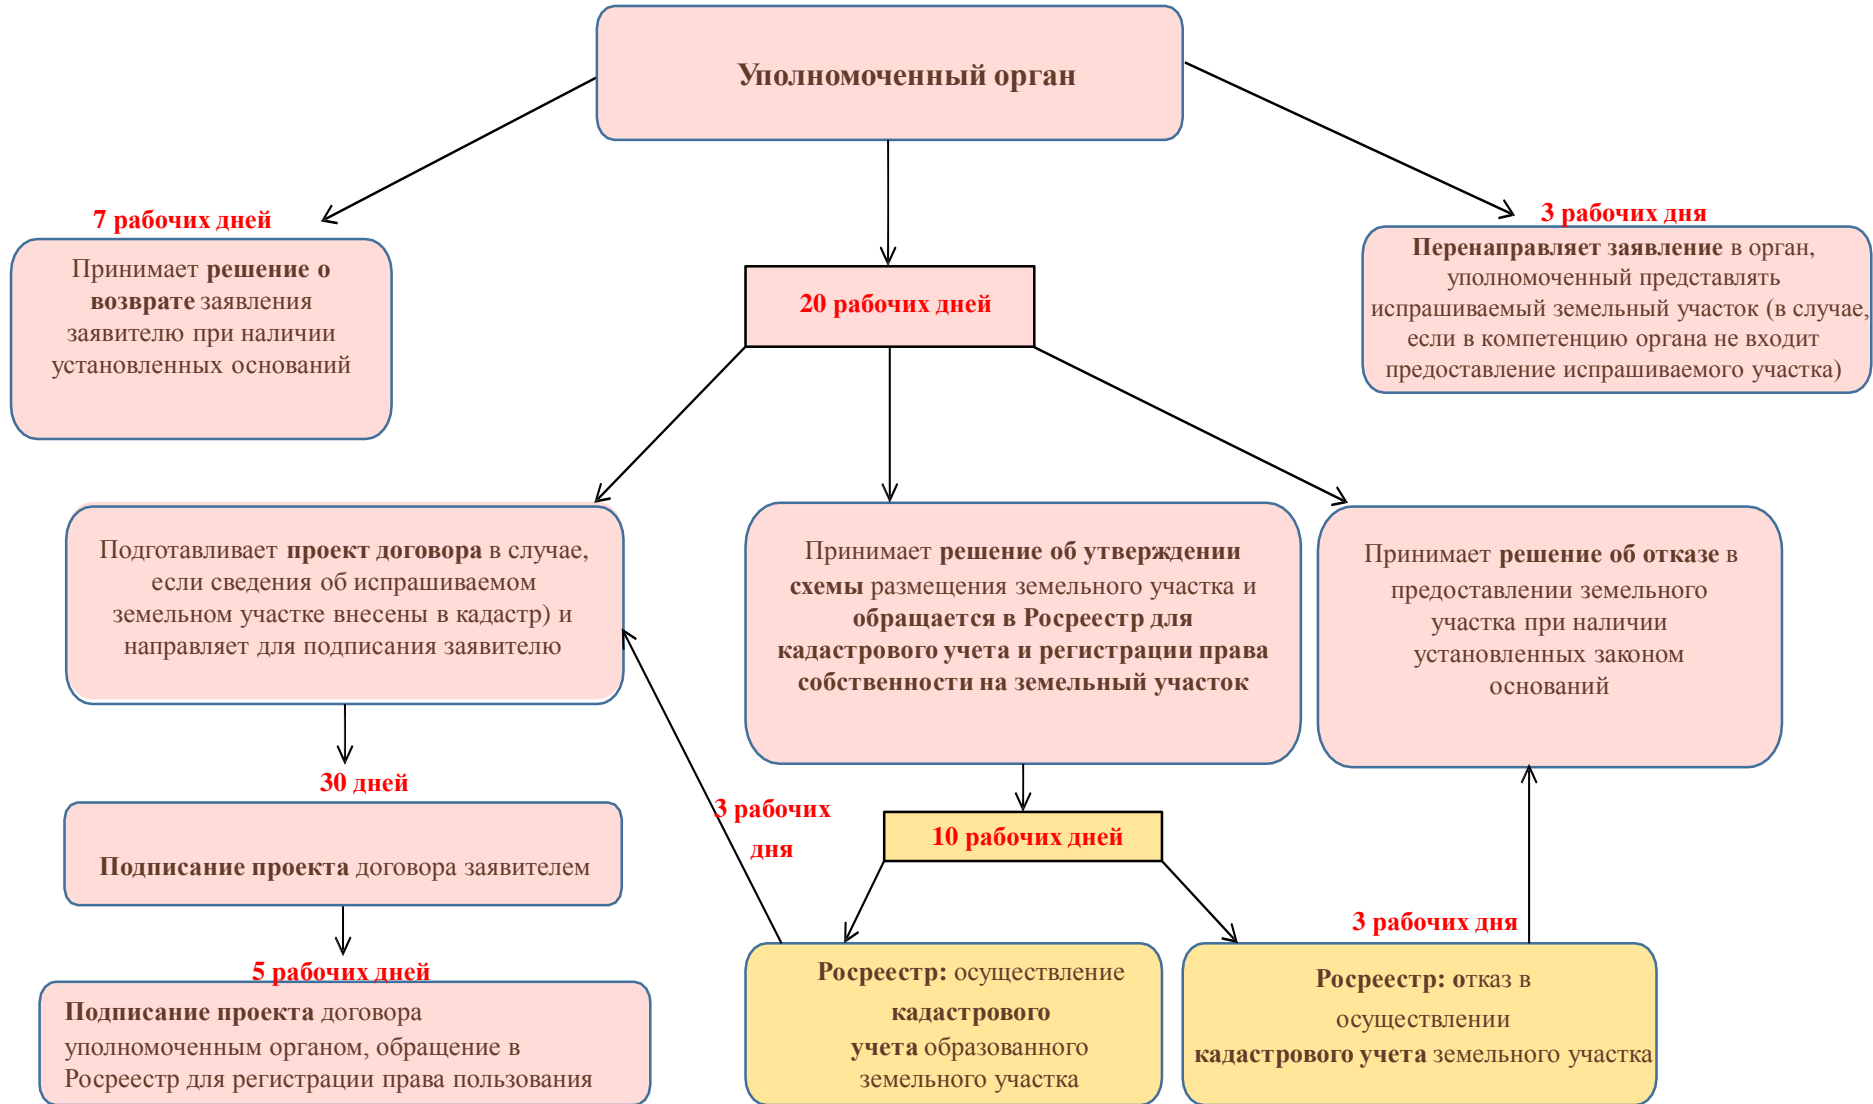 Уполномоченный орган
7 рабочих дней
Принимает решение о
возврате заявления
заявителю при наличии
установленных оснований
3 рабочих дня
Перенаправляет заявление в орган,
уполномоченный представлять
испрашиваемый земельный участок (в случае,
если в компетенцию органа не входит
предоставление испрашиваемого участка)
20 рабочих дней
Подготавливает проект договора в случае,
если сведения об испрашиваемом
земельном участке внесены в кадастр) и
направляет для подписания заявителю
Принимает решение об утверждении
схемы размещения земельного участка и
обращается в Росреестр для
кадастрового учета и регистрации права
собственности на земельный участок
Принимает решение об отказе в
предоставлении земельного
участка при наличии
установленных законом
оснований
30 дней
Подписание проекта договора заявителем
3 рабочих
дня
10 рабочих дней
3 рабочих дня
5 рабочих дней
Подписание проекта договора
уполномоченным органом, обращение в
Росреестр для регистрации права пользования
Росреестр: осуществление
кадастрового
учета образованного
земельного участка
Росреестр: отказ в
осуществлении
кадастрового учета земельного участка